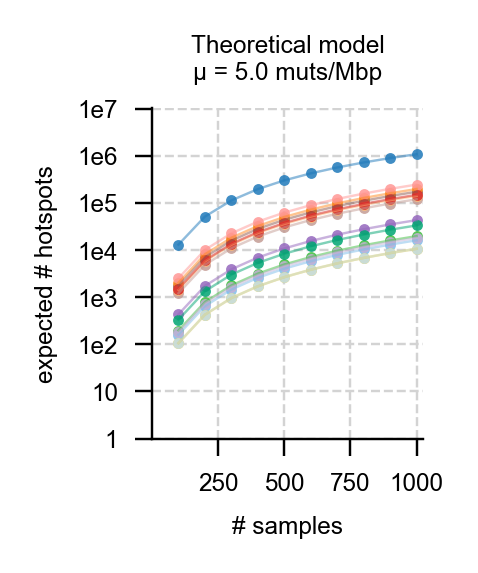 Theoretical model
μ = 5.0 muts/Mbp
expected # hotspots
1e7
1e6
1e5
1e4
1e3
1e2
10
1
250 500 750 1000
# samples